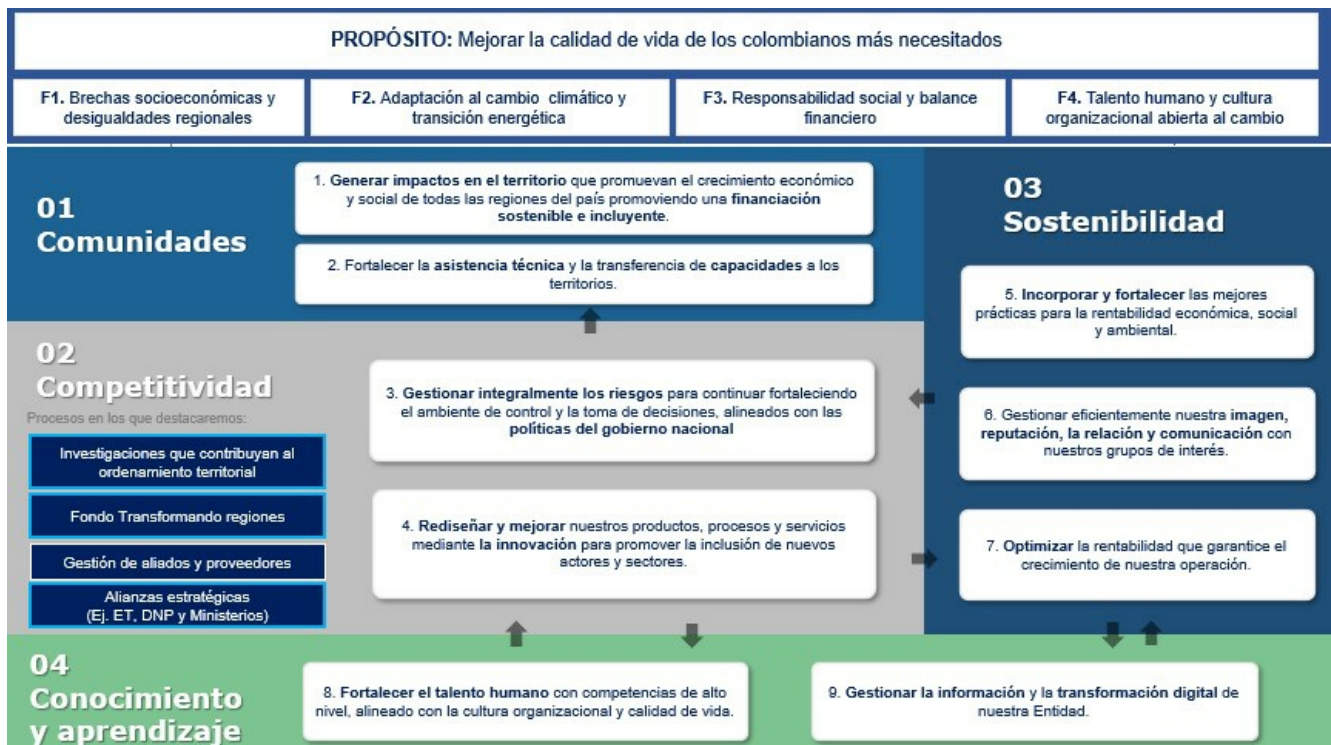 PROPÓSITO: Mejorar la calidad de vida de los colombianos más necesitados
F1. Brechas socioeconómicas y
desigualdades regionales
F2. Adaptación al cambio climático y
transición energética
F3. Responsabilidad social y balance
financiero
F4. Talento humano y cultura
organizacional abierta al cambio
01
Comunidades
1. Generar impactos en el territorio que promuevan el crecimiento económico
y social de todas las regiones del país promoviendo una financiación
sostenible e incluyente.
2. Fortalecer la asistencia técnica y la transferencia de capacidades a los
territorios.
02
Competitividad
Procesos en los que destacaremos:
Investigaciones que contribuyan al
ordenamiento territorial
Fondo Transformando regiones
Gestión de aliados y proveedores
Alianzas estratégicas
(Ej. ET, DNP y Ministerios)
3. Gestionar integralmente los riesgos para continuar fortaleciendo
el ambiente de control y la toma de decisiones, alineados con las
políticas del gobierno nacional
4. Rediseñar y mejorar nuestros productos, procesos y servicios
mediante la innovación para promover la inclusión de nuevos
actores y sectores.
03
Sostenibilidad
5. Incorporar y fortalecer las mejores
prácticas para la rentabilidad económica, social
y ambiental.
6. Gestionar eficientemente nuestra imagen,
reputación, la relación y comunicación con
nuestros grupos de interés.
7. Optimizar la rentabilidad que garantice el
crecimiento de nuestra operación.
04
Conocimiento
y aprendizaje
8. Fortalecer el talento humano con competencias de alto
nivel, alineado con la cultura organizacional y calidad de vida.
9. Gestionar la información y la transformación digital de
nuestra Entidad.